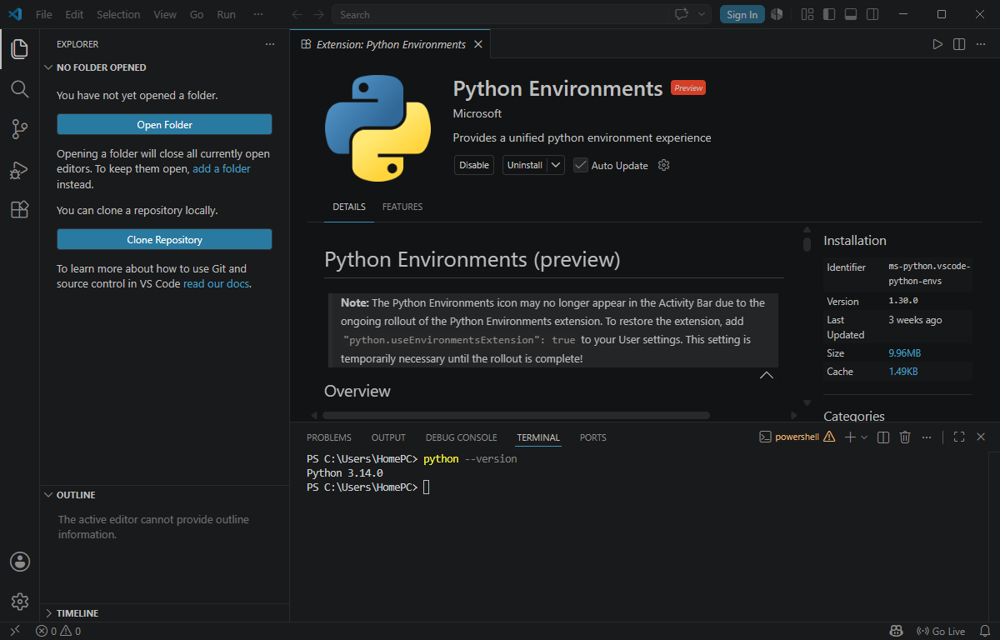 File Edit Selection View Go Run ··· Search Sign In
EXPLORER ···
NO FOLDER OPENED
You have not yet opened a folder.
Open Folder
Opening a folder will close all currently open
editors. To keep them open, add a folder
instead.
You can clone a repository locally.
Clone Repository
To learn more about how to use Git and
source control in VS Code read our docs.
OUTLINE
The active editor cannot provide outline
information.
TIMELINE
Extension: Python Environments
Python Environments Preview
Microsoft
Provides a unified python environment experience
Disable Uninstall Auto Update
DETAILS FEATURES
Python Environments (preview)
Note: The Python Environments icon may no longer appear in the Activity Bar due to the
ongoing rollout of the Python Environments extension. To restore the extension, add
"python.useEnvironmentsExtension": true to your User settings. This setting is
temporarily necessary until the rollout is complete!
Overview
Installation
Identifier ms-python.vscode-
python-envs
Version 1.30.0
Last 3 weeks ago
Updated
Size 9.96MB
Cache 1.49KB
Categories
PROBLEMS OUTPUT DEBUG CONSOLE TERMINAL PORTS powershell ···
PS C:\Users\HomePC> python --version
Python 3.14.0
PS C:\Users\HomePC>
0 0 Go Live